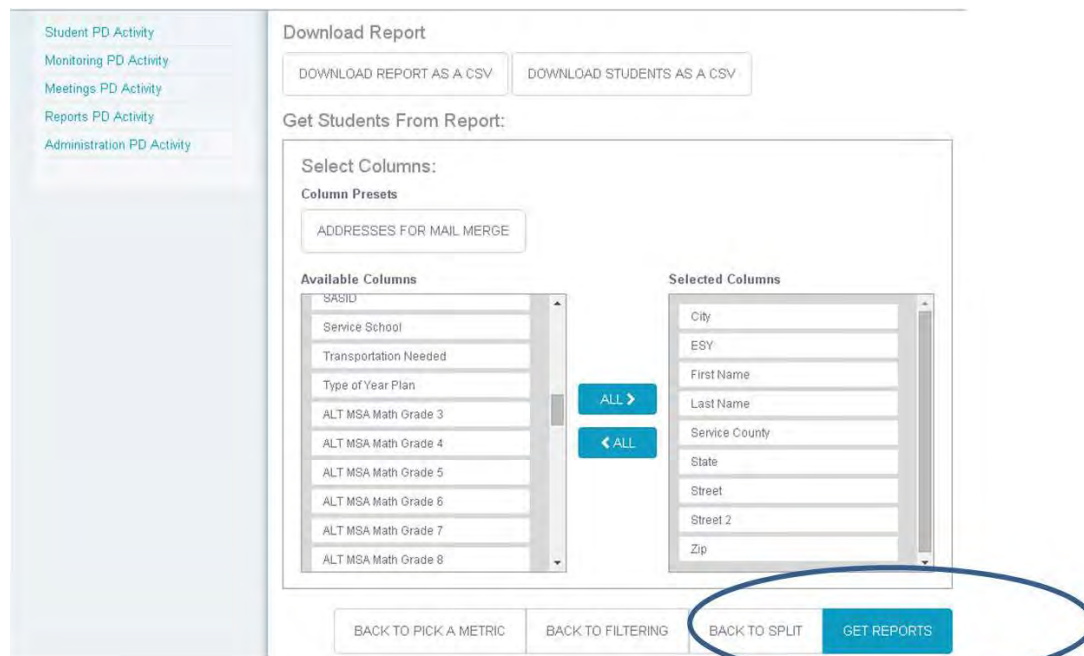 Student PD Activity
Monitoring PD Activity
Meetings PD Activity
Reports PD Activity
Administration PD Activity
Download Report
DOWNLOAD REPORT AS A CSV
DOWNLOAD STUDENTS AS A CSV
Get Students From Report:
Select Columns:
Column Presets
ADDRESSES FOR MAIL MERGE
Available Columns
SASID
Service School
Transportation Needed
Type of Year Plan
ALT MSA Math Grade 3
ALT MSA Math Grade 4
ALT MSA Math Grade 5
ALT MSA Math Grade 6
ALT MSA Math Grade 7
ALT MSA Math Grade 8
ALL >
< ALL
Selected Columns
City
ESY
First Name
Last Name
Service County
State
Street
Street 2
Zip
BACK TO PICK A METRIC
BACK TO FILTERING
BACK TO SPLIT
GET REPORTS